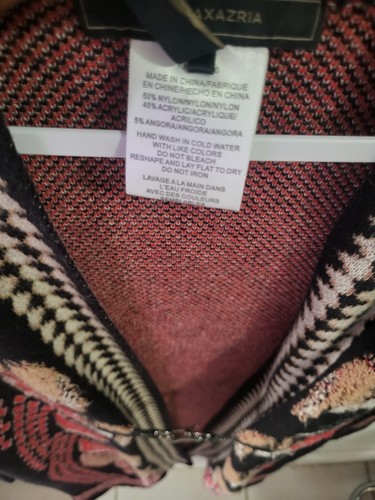 AXAZRIA
MADE IN CHINA/FABRIQUE
EN CHINE/HECHO EN CHINA
50% NYLON/NYLON/NYLON
45% ACRYLIC/ACRYLIQUE/
ACRILICO
5% ANGORA/ANGORA/ANGORA
HAND WASH IN COLD WATER
WITH LIKE COLORS
DO NOT BLEACH
RESHAPE AND LAY FLAT TO DRY
DO NOT IRON
LAVAGE A LA MAIN DANS
L'EAU FROIDE
AVEC DES COULEURS